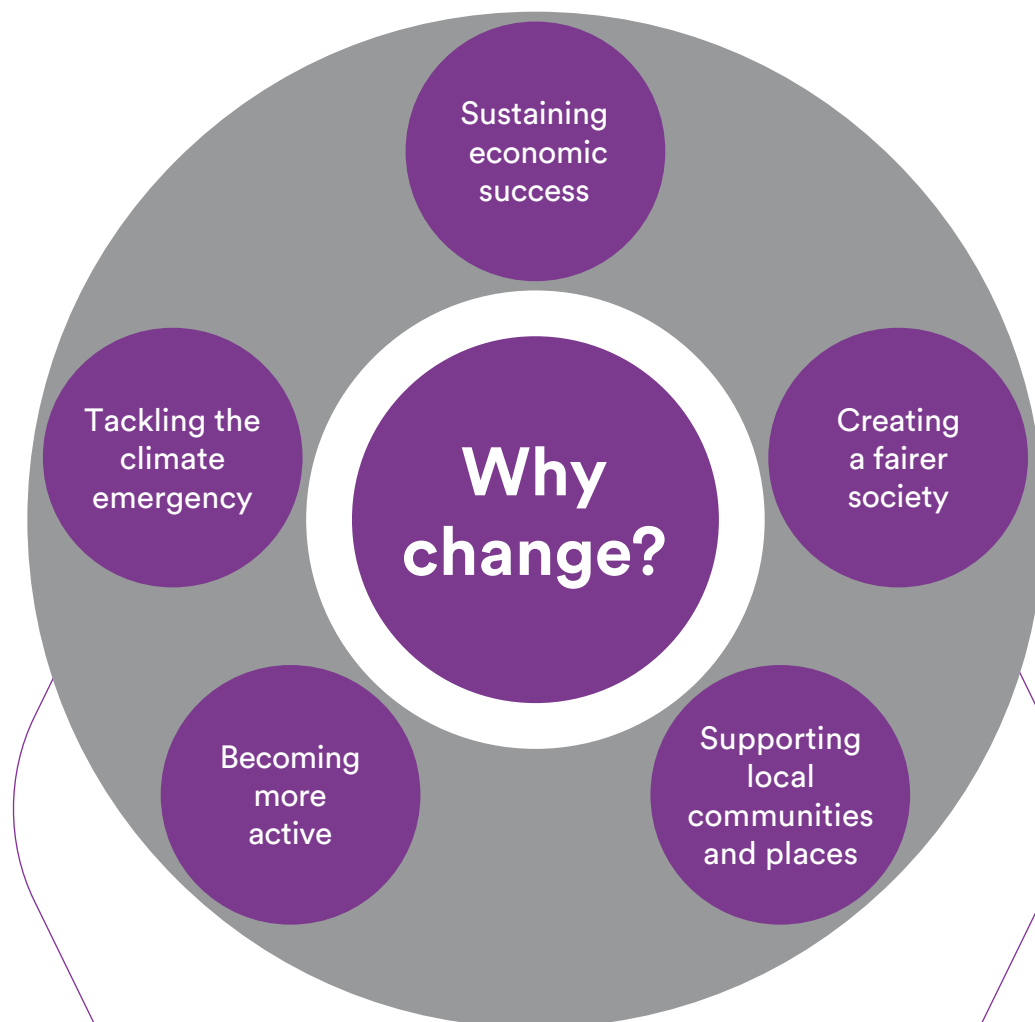 Sustaining
economic
success
Tackling the
climate
emergency
Why
change?
Creating
a fairer
society
Becoming
more
active
Supporting
local
communities
and places